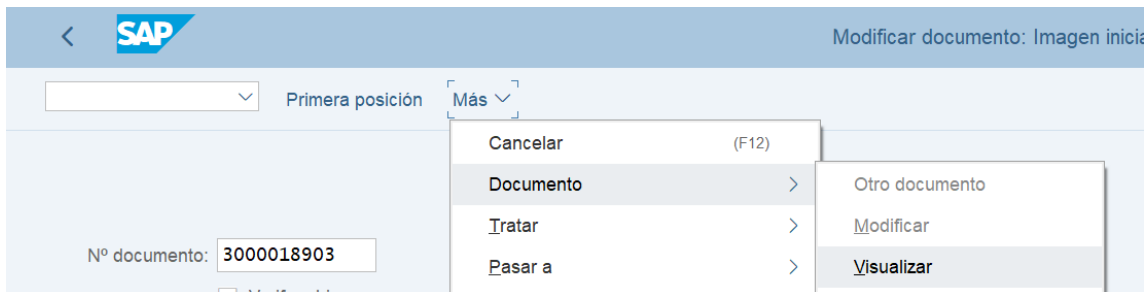 SAP
Modificar documento: Imagen inicia
Primera posición Más
Cancelar (F12)
Documento
Otro documento
Tratar
Modificar
Nº documento: 3000018903
Pasar a
Visualizar